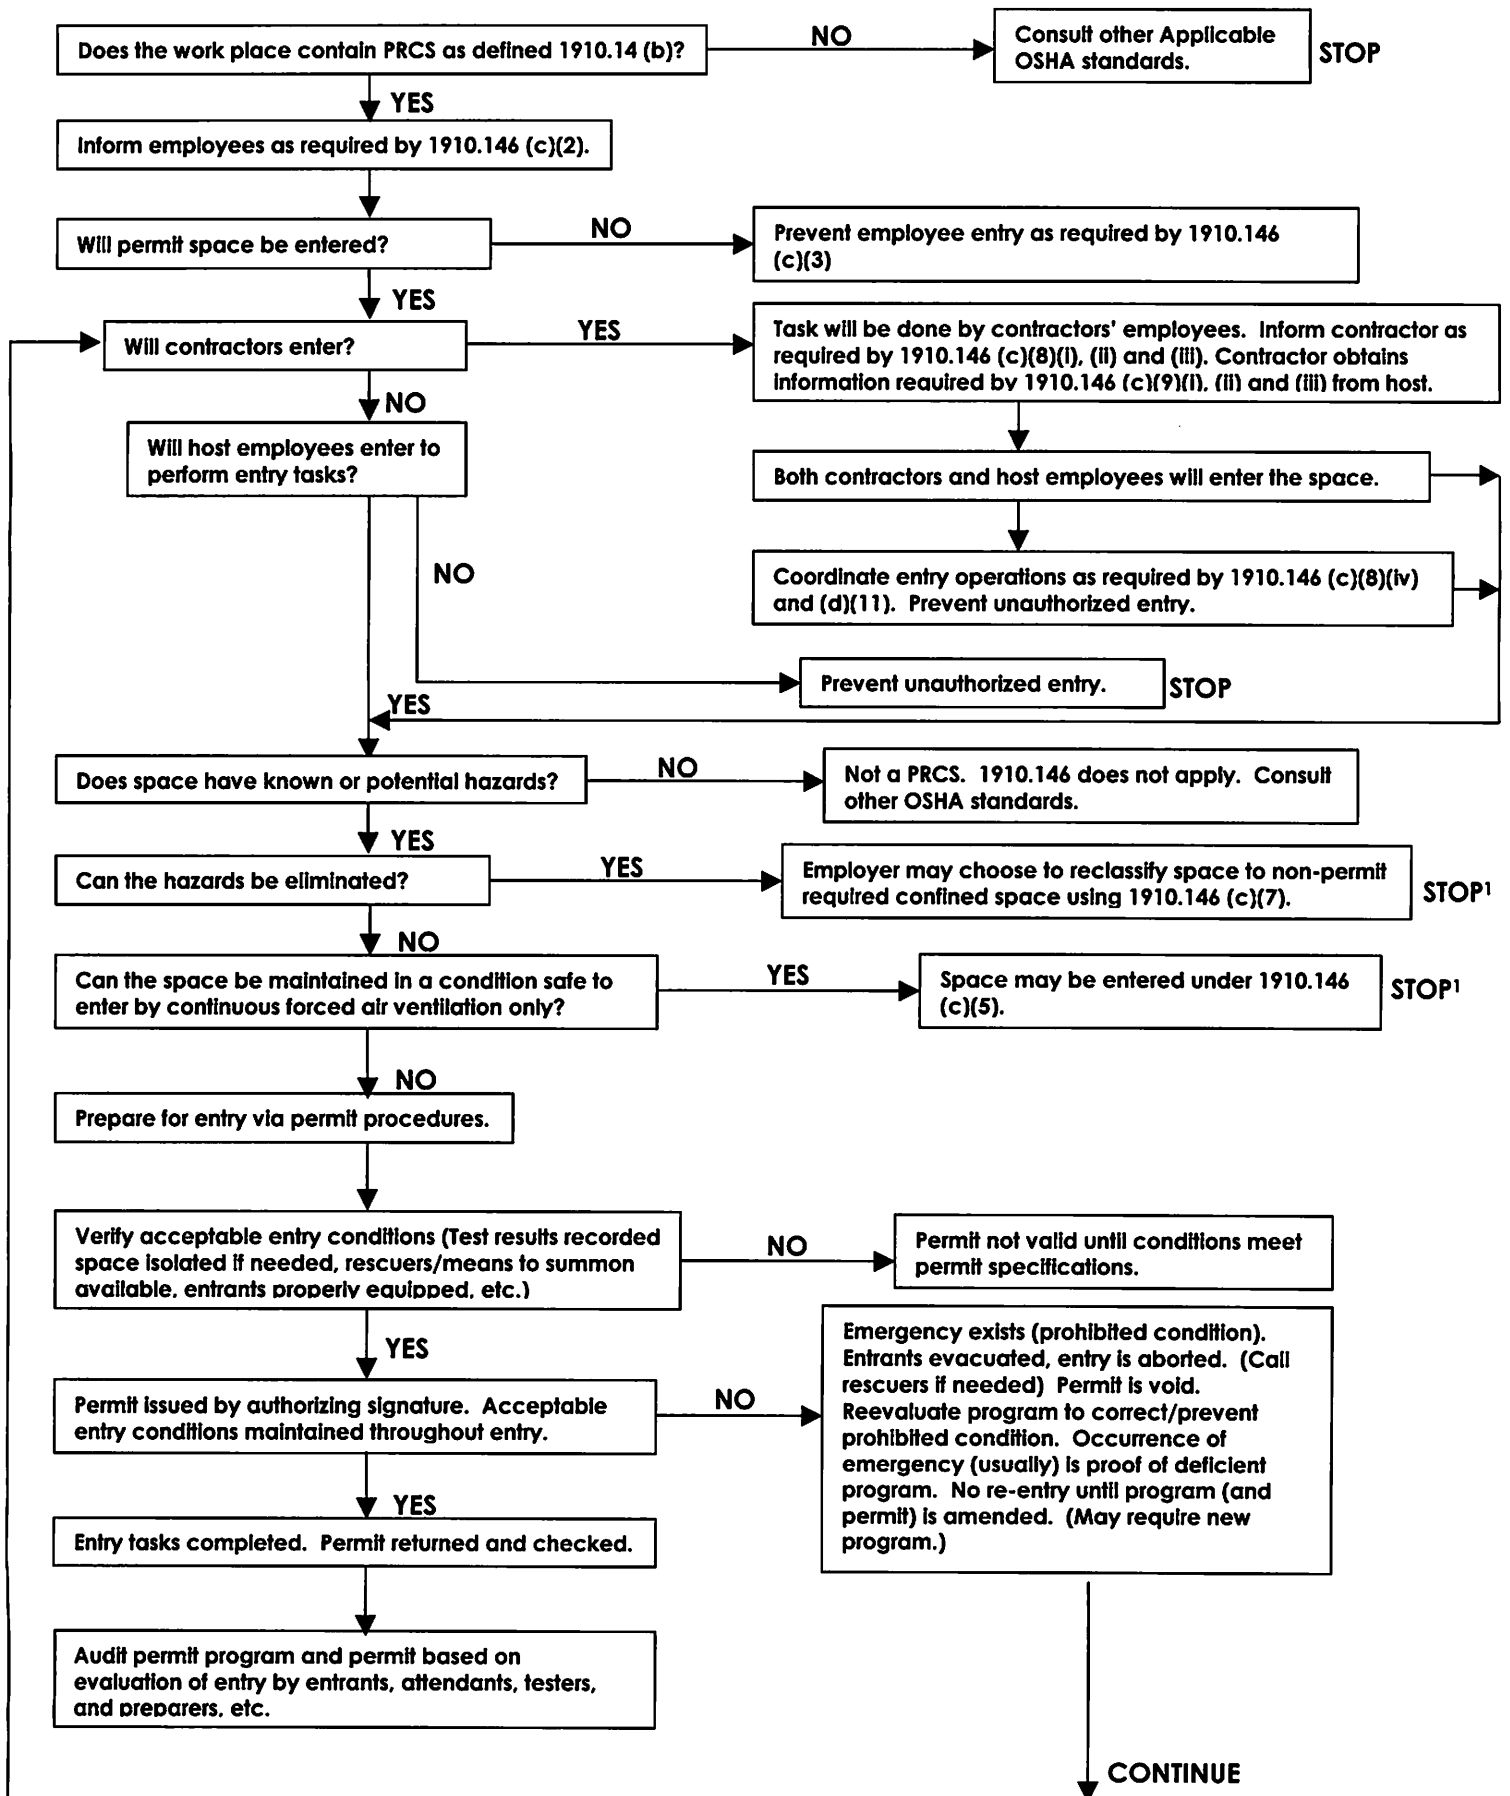 Does the work place contain PRCS as defined 1910.14 (b)?
NO
Consult other Applicable
OSHA standards.
STOP
YES
Inform employees as required by 1910.146 (c)(2).
Will permit space be entered?
NO
Prevent employee entry as required by 1910.146
(c)(3)
YES
Will contractors enter?
YES
Task will be done by contractors' employees. Inform contractor as
required by 1910.146 (c)(8)(i), (ii) and (iii). Contractor obtains
information required by 1910.146 (c)(9)(i), (ii) and (iii) from host.
NO
Will host employees enter to
perform entry tasks?
Both contractors and host employees will enter the space.
NO
Coordinate entry operations as required by 1910.146 (c)(8)(iv)
and (d)(11). Prevent unauthorized entry.
Prevent unauthorized entry.
STOP
YES
Does space have known or potential hazards?
NO
Not a PRCS. 1910.146 does not apply. Consult
other OSHA standards.
YES
Can the hazards be eliminated?
YES
Employer may choose to reclassify space to non-permit
required confined space using 1910.146 (c)(7).
STOP¹
NO
Can the space be maintained in a condition safe to
enter by continuous forced air ventilation only?
YES
Space may be entered under 1910.146
(c)(5).
STOP¹
NO
Prepare for entry via permit procedures.
Verify acceptable entry conditions (Test results recorded
space isolated if needed, rescuers/means to summon
available, entrants properly equipped, etc.)
NO
Permit not valid until conditions meet
permit specifications.
YES
Permit issued by authorizing signature. Acceptable
entry conditions maintained throughout entry.
NO
Emergency exists (prohibited condition).
Entrants evacuated, entry is aborted. (Call
rescuers if needed) Permit is void.
Reevaluate program to correct/prevent
prohibited condition. Occurrence of
emergency (usually) is proof of deficient
program. No re-entry until program (and
permit) is amended. (May require new
program.)
YES
Entry tasks completed. Permit returned and checked.
Audit permit program and permit based on
evaluation of entry by entrants, attendants, testers,
and preparers, etc.
CONTINUE